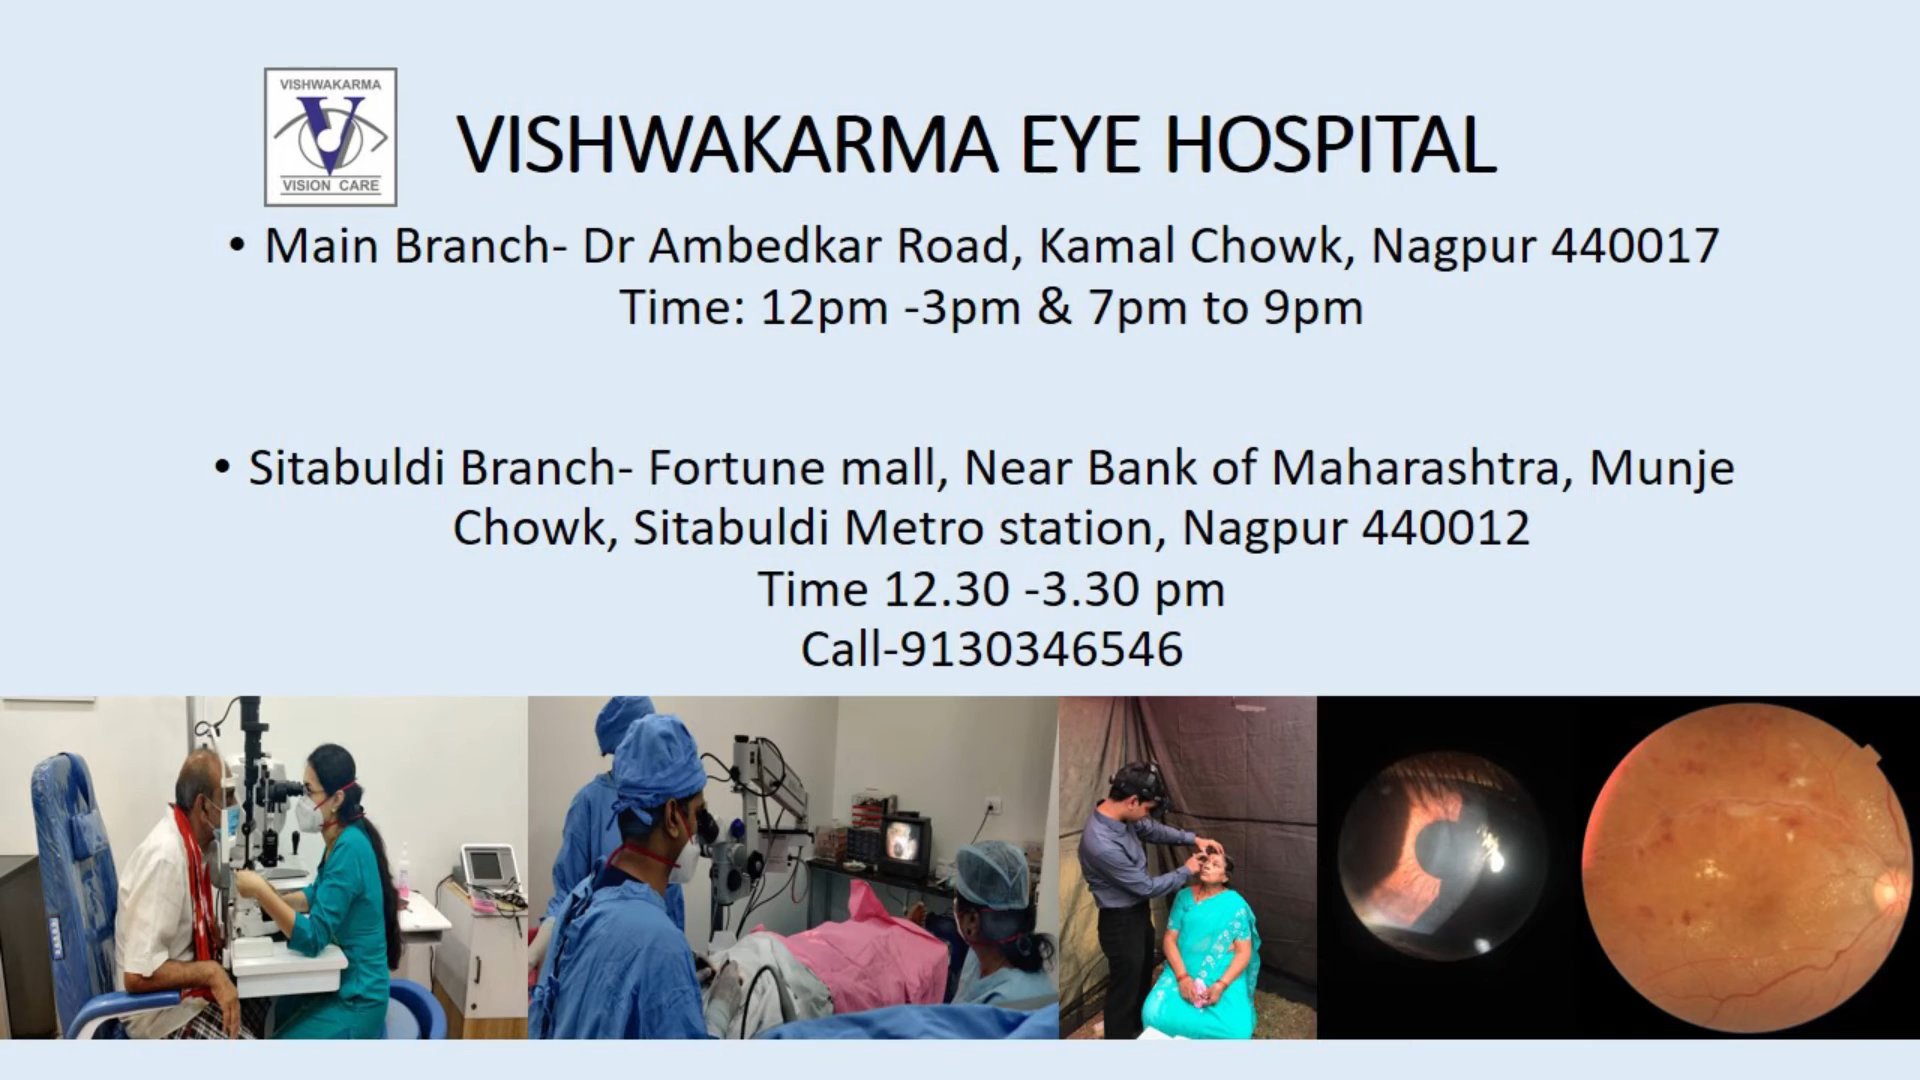 VISHWAKARMA
VISION CARE
VISHWAKARMA EYE HOSPITAL
• Main Branch- Dr Ambedkar Road, Kamal Chowk, Nagpur 440017
Time: 12pm -3pm & 7pm to 9pm
• Sitabuldi Branch- Fortune mall, Near Bank of Maharashtra, Munje
Chowk, Sitabuldi Metro station, Nagpur 440012
Time 12.30 -3.30 pm
Call-9130346546